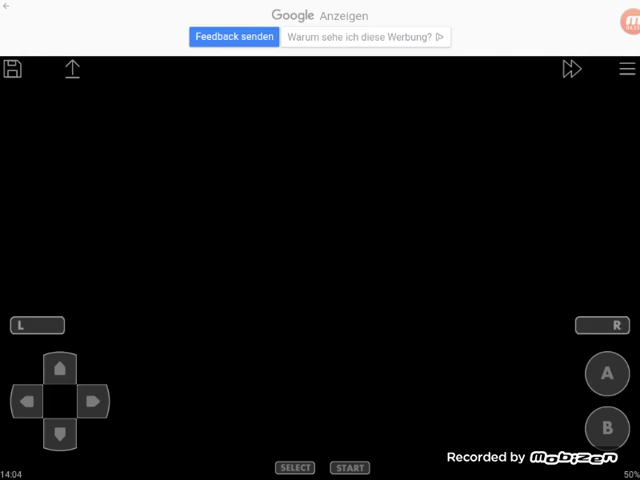 Google Anzeigen
Feedback senden
Warum sehe ich diese Werbung?
L
R
A
B
SELECT
START
Recorded by MOBIZEN
14:04
50%